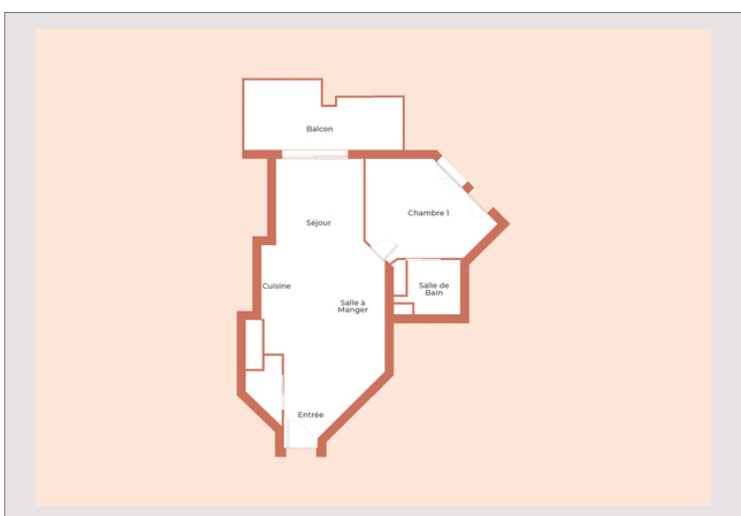 Balcon
Chambre 1
Séjour
Cuisine
Salle de
Bain
Salle à
Manger
Entrée